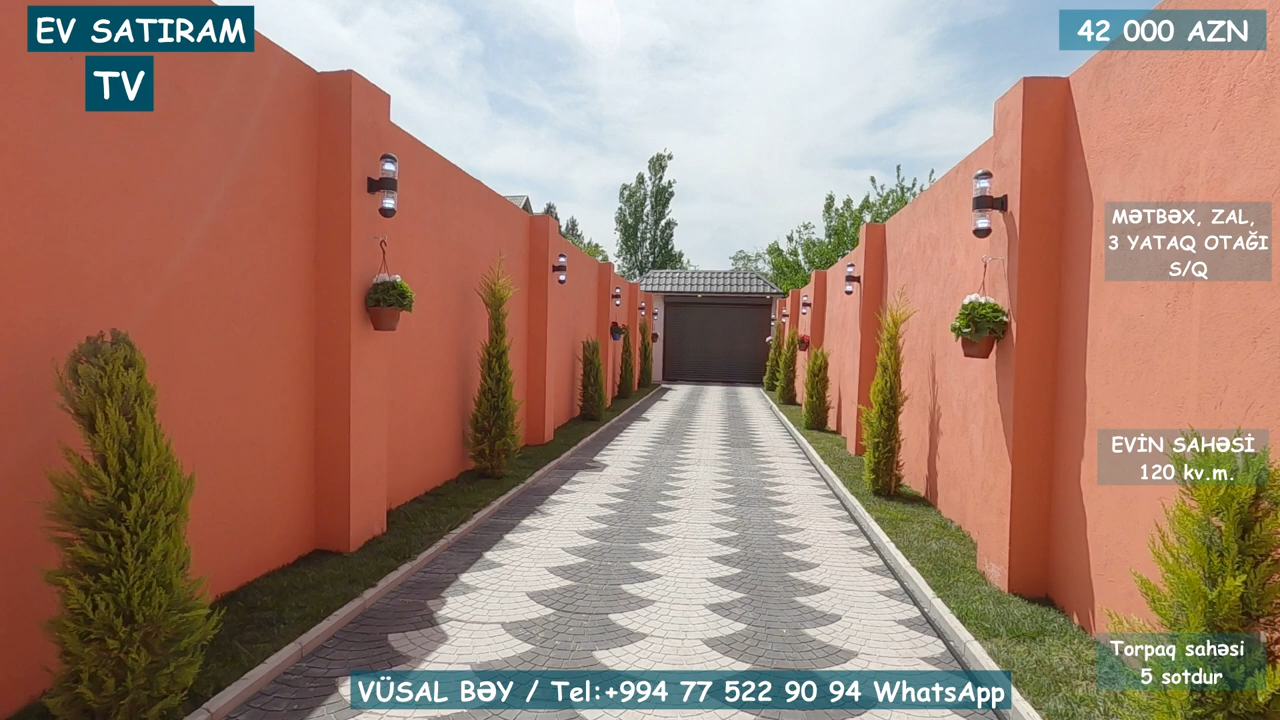 EV SATIRAM
TV
42 000 AZN
MƏTBƏX, ZAL,
3 YATAQ OTAĞI
S/Q
EVİN SAHƏSİ
120 kv.m.
Torpaq sahəsi
5 sotdur
VÜSAL BƏY / Tel:+994 77 522 90 94 WhatsApp